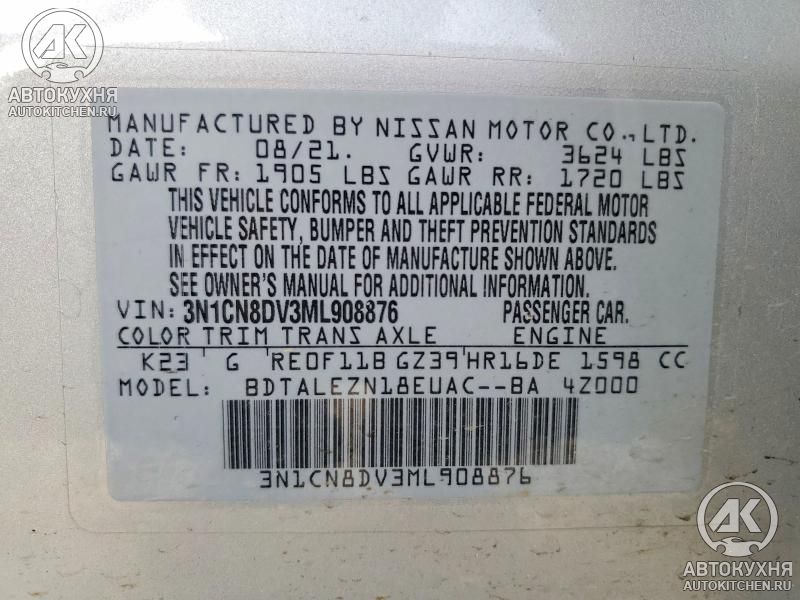 AK
АВТОКУХНЯ
AUTOKITCHEN.RU
MANUFACTURED BY NISSAN MOTOR CO., LTD.
DATE: 08/21. GVWR: 3624 LBS
GAWR FR: 1905 LBS GAWR RR: 1720 LBS
THIS VEHICLE CONFORMS TO ALL APPLICABLE FEDERAL MOTOR
VEHICLE SAFETY, BUMPER AND THEFT PREVENTION STANDARDS
IN EFFECT ON THE DATE OF MANUFACTURE SHOWN ABOVE.
SEE OWNER'S MANUAL FOR ADDITIONAL INFORMATION.
VIN: 3N1CN8DV3ML908876 PASSENGER CAR.
COLOR TRIM TRANS AXLE ENGINE
K23 G RE0F11B GZ39 HR16DE 1598 CC
MODEL: BDTALEZN18EUAC--BA 4Z000
3N1CN8DV3ML908876
AK
АВТОКУХНЯ
AUTOKITCHEN.RU